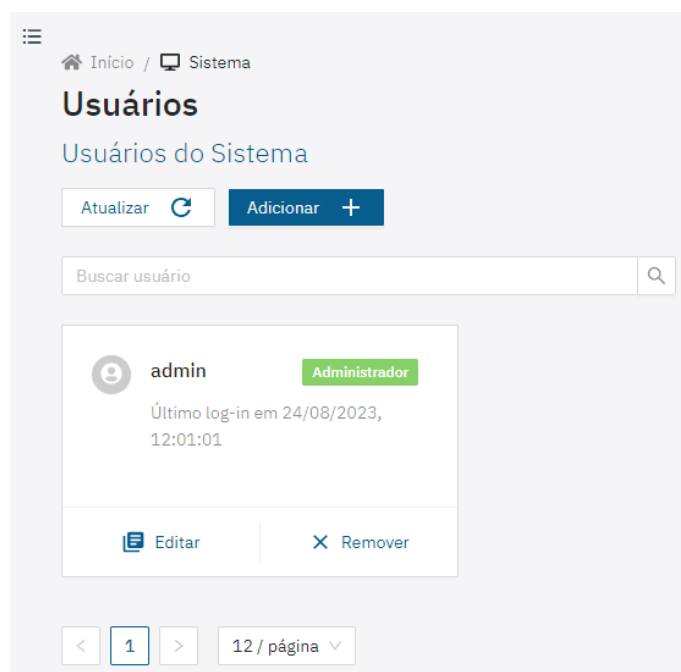 Início / Sistema
Usuários
Usuários do Sistema
Atualizar Adicionar
Buscar usuário
admin Administrador
Último log-in em 24/08/2023,
12:01:01
Editar Remover
< 1 > 12 / página